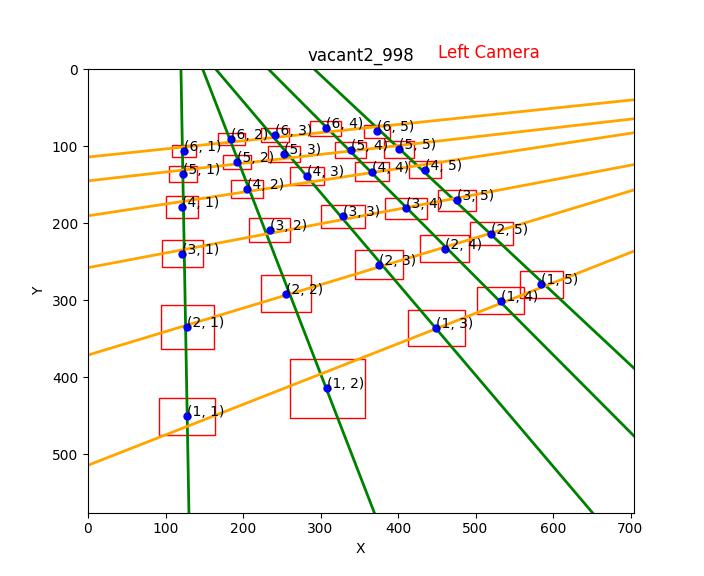 vacant2_998 Left Camera
0
100
200
300
400
500
Y
(6, 1) (6, 2) (6, 3) (6, 4) (6, 5)
(5, 1) (5, 2) (5, 3) (5, 4) (5, 5)
(4, 1) (4, 2) (4, 3) (4, 4) (4, 5)
(3, 1) (3, 2) (3, 3) (3, 4) (3, 5)
(2, 1) (2, 2) (2, 3) (2, 4) (2, 5)
(1, 1) (1, 2) (1, 3) (1, 4) (1, 5)
0 100 200 300 400 500 600 700
X